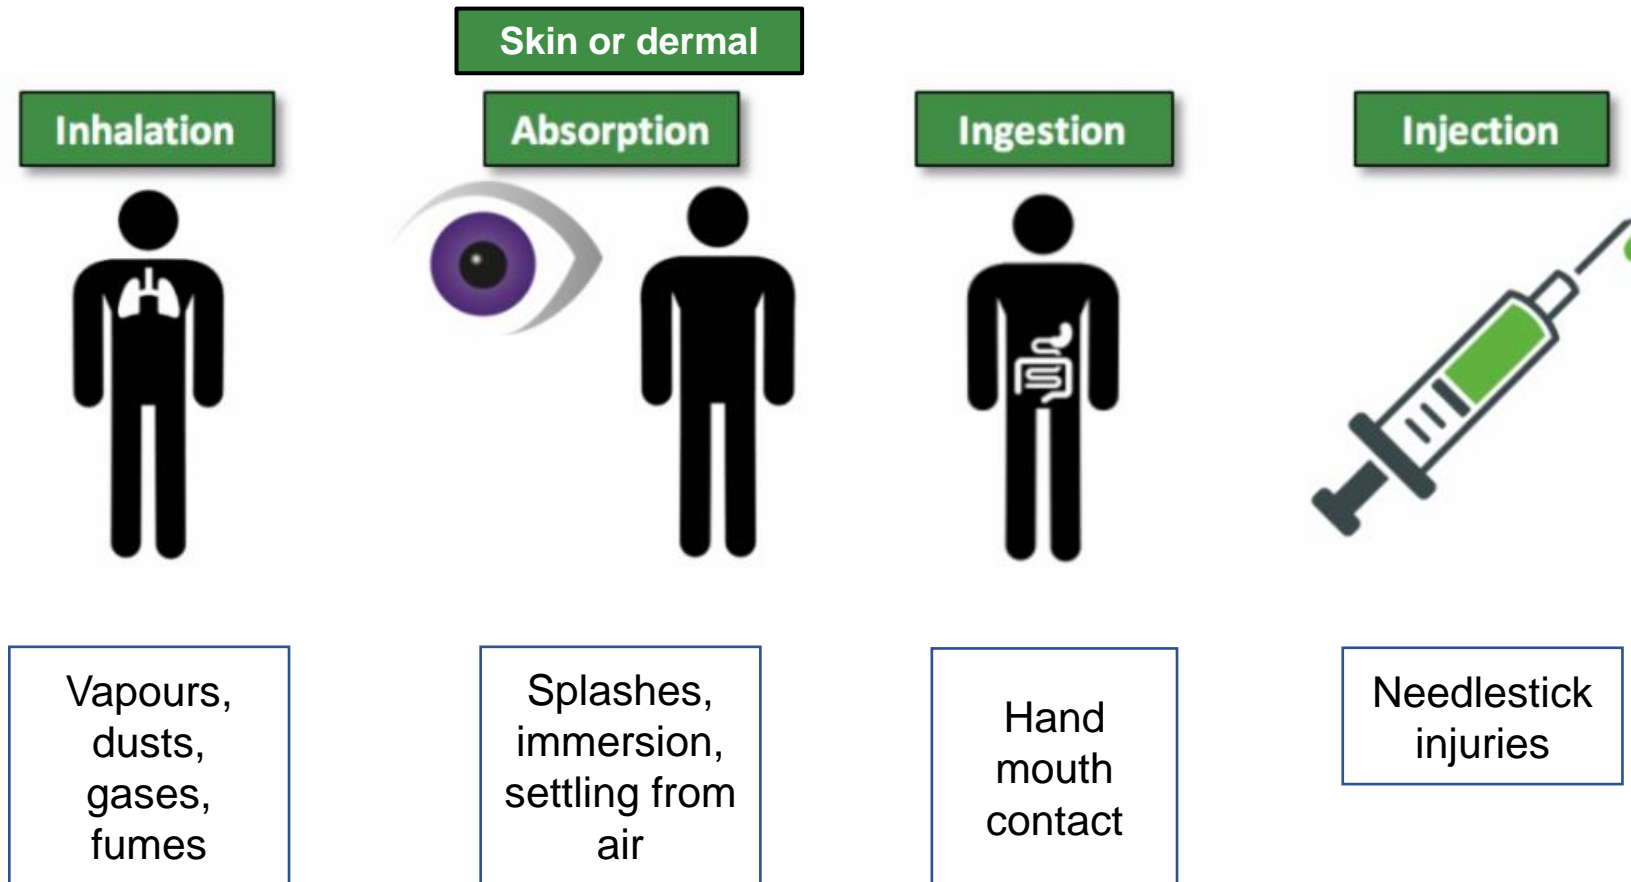 Skin or dermal
Inhalation
Absorption
Ingestion
Injection
Vapours,
dusts,
gases,
fumes
Splashes,
immersion,
settling from
air
Hand
mouth
contact
Needlestick
injuries